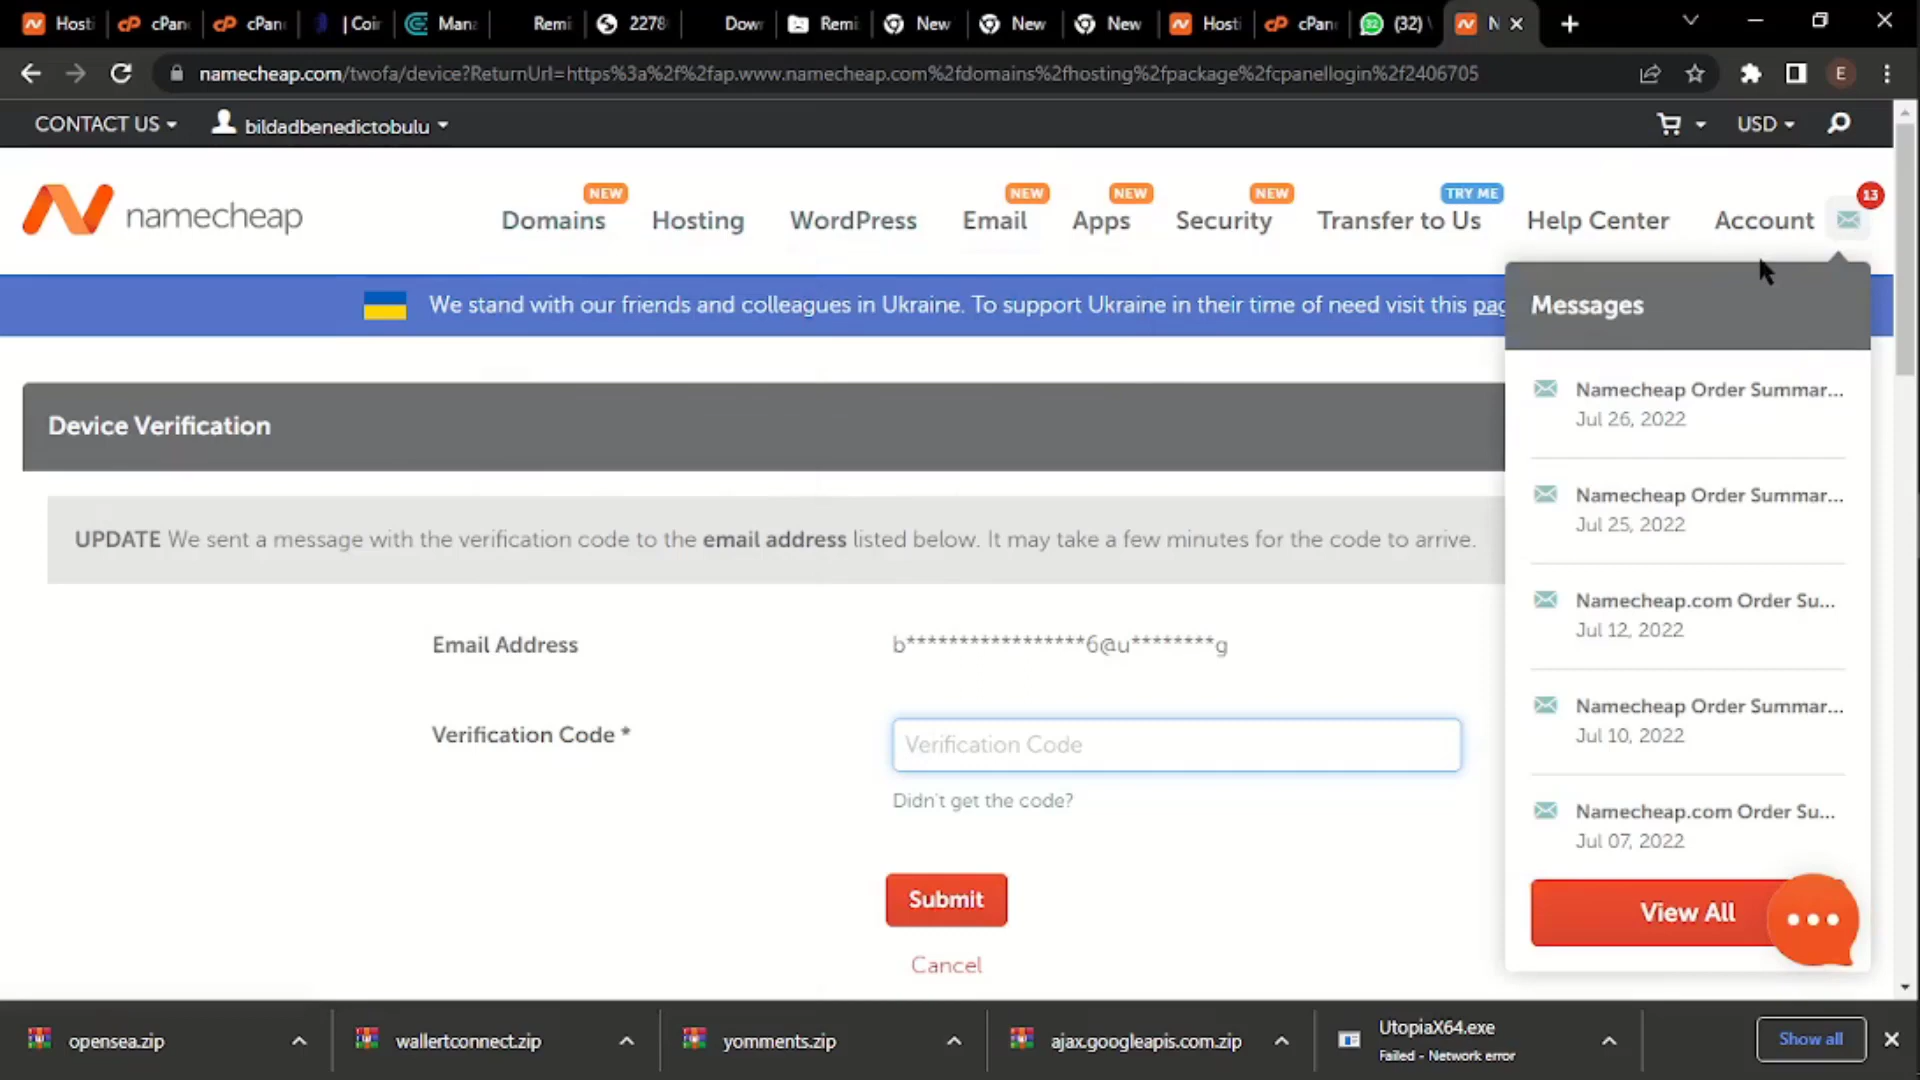 Hosti
cPan
cPan
| Coin
Mana
Remi
2278
Dow
Remi
New
New
New
Hosti
cPan
(32)
N
namecheap.com/twofa/device?ReturnUrl=https%3a%2f%2fap.www.namecheap.com%2fdomains%2fhosting%2fpackage%2fcpanellogin%2f2406705
E
CONTACT US
bildadbenedictobulu
USD
namecheap
NEW
Domains
Hosting
WordPress
NEW
Email
NEW
Apps
NEW
Security
TRY ME
Transfer to Us
Help Center
Account
13
We stand with our friends and colleagues in Ukraine. To support Ukraine in their time of need visit this pag
Messages
Namecheap Order Summar...
Jul 26, 2022
Namecheap Order Summar...
Jul 25, 2022
Namecheap.com Order Su...
Jul 12, 2022
Namecheap Order Summar...
Jul 10, 2022
Namecheap.com Order Su...
Jul 07, 2022
View All
Device Verification
UPDATE We sent a message with the verification code to the email address listed below. It may take a few minutes for the code to arrive.
Email Address
b*****************6@u********g
Verification Code *
Verification Code
Didn't get the code?
Submit
Cancel
opensea.zip
wallertconnect.zip
yomments.zip
ajax.googleapis.com.zip
UtopiaX64.exe
Failed - Network error
Show all